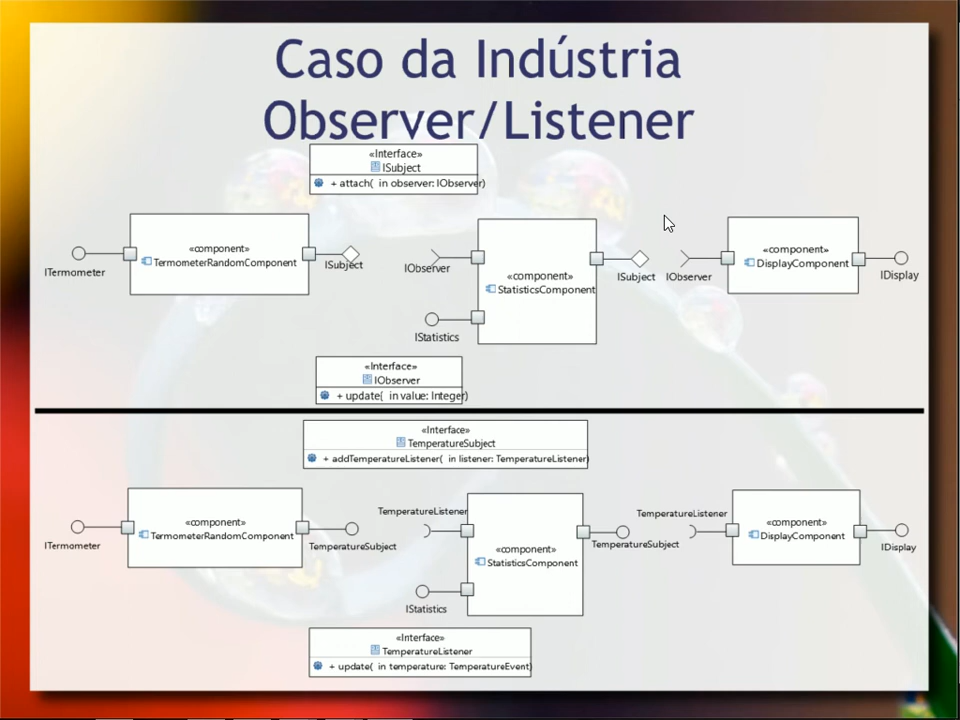 Caso da Indústria
Observer/Listener
«Interface»
ISubject
+ attach( in observer: IObserver)
«component»
TermometerRandomComponent
ITermometer
ISubject
IObserver
«component»
StatisticsComponent
IStatistics
ISubject
IObserver
«component»
DisplayComponent
IDisplay
«Interface»
IObserver
+ update( in value: Integer)
«Interface»
TemperatureSubject
+ addTemperatureListener( in listener: TemperatureListener)
«component»
TermometerRandomComponent
ITermometer
TemperatureSubject
TemperatureListener
«component»
StatisticsComponent
IStatistics
TemperatureSubject
TemperatureListener
«component»
DisplayComponent
IDisplay
«Interface»
TemperatureListener
+ update( in temperature: TemperatureEvent)